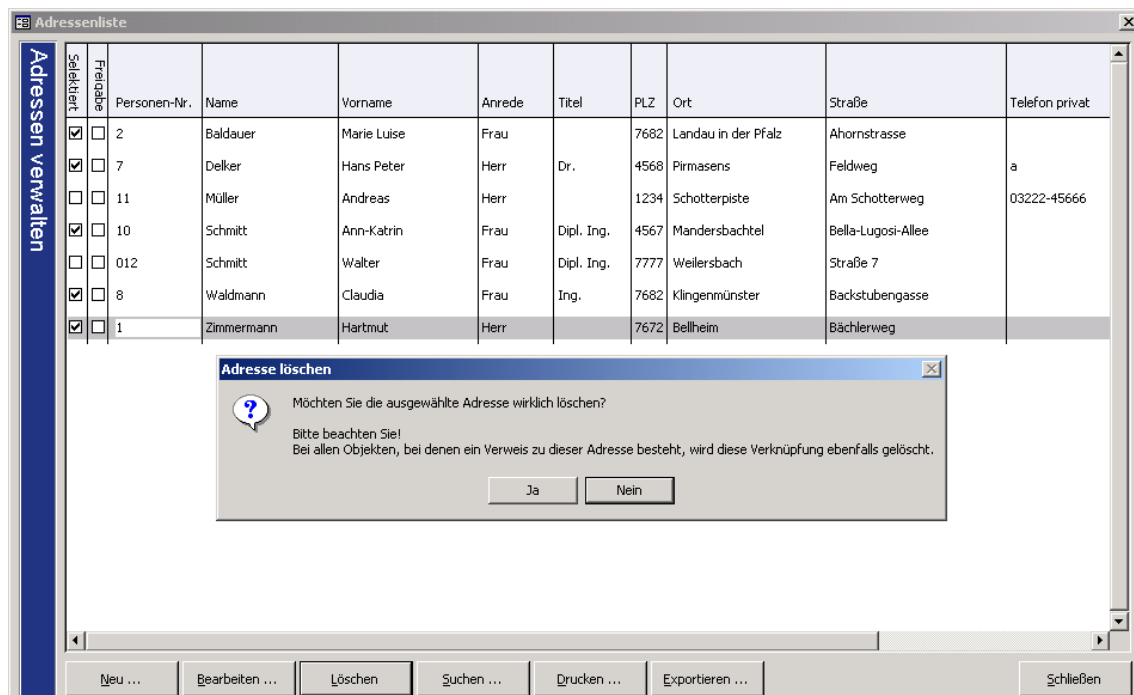 Adressenliste
Adressen verwalten
Selektiert Freigabe Personen-Nr. Name Vorname Anrede Titel PLZ Ort Straße Telefon privat
2 Baldauer Marie Luise Frau 7682 Landau in der Pfalz Ahornstrasse
7 Delker Hans Peter Herr Dr. 4568 Pirmasens Feldweg a
11 Müller Andreas Herr 1234 Schotterpiste Am Schotterweg 03222-45666
10 Schmitt Ann-Katrin Frau Dipl. Ing. 4567 Mandersbachtel Bella-Lugosi-Allee
012 Schmitt Walter Frau Dipl. Ing. 7777 Weilersbach Straße 7
8 Waldmann Claudia Frau Ing. 7682 Klingenmünster Backstubengasse
1 Zimmermann Hartmut Herr 7672 Bellheim Bächlerweg
Adresse löschen
Möchten Sie die ausgewählte Adresse wirklich löschen?
Bitte beachten Sie!
Bei allen Objekten, bei denen ein Verweis zu dieser Adresse besteht, wird diese Verknüpfung ebenfalls gelöscht.
Ja Nein
Neu ... Bearbeiten ... Löschen Suchen ... Drucken ... Exportieren ... Schließen